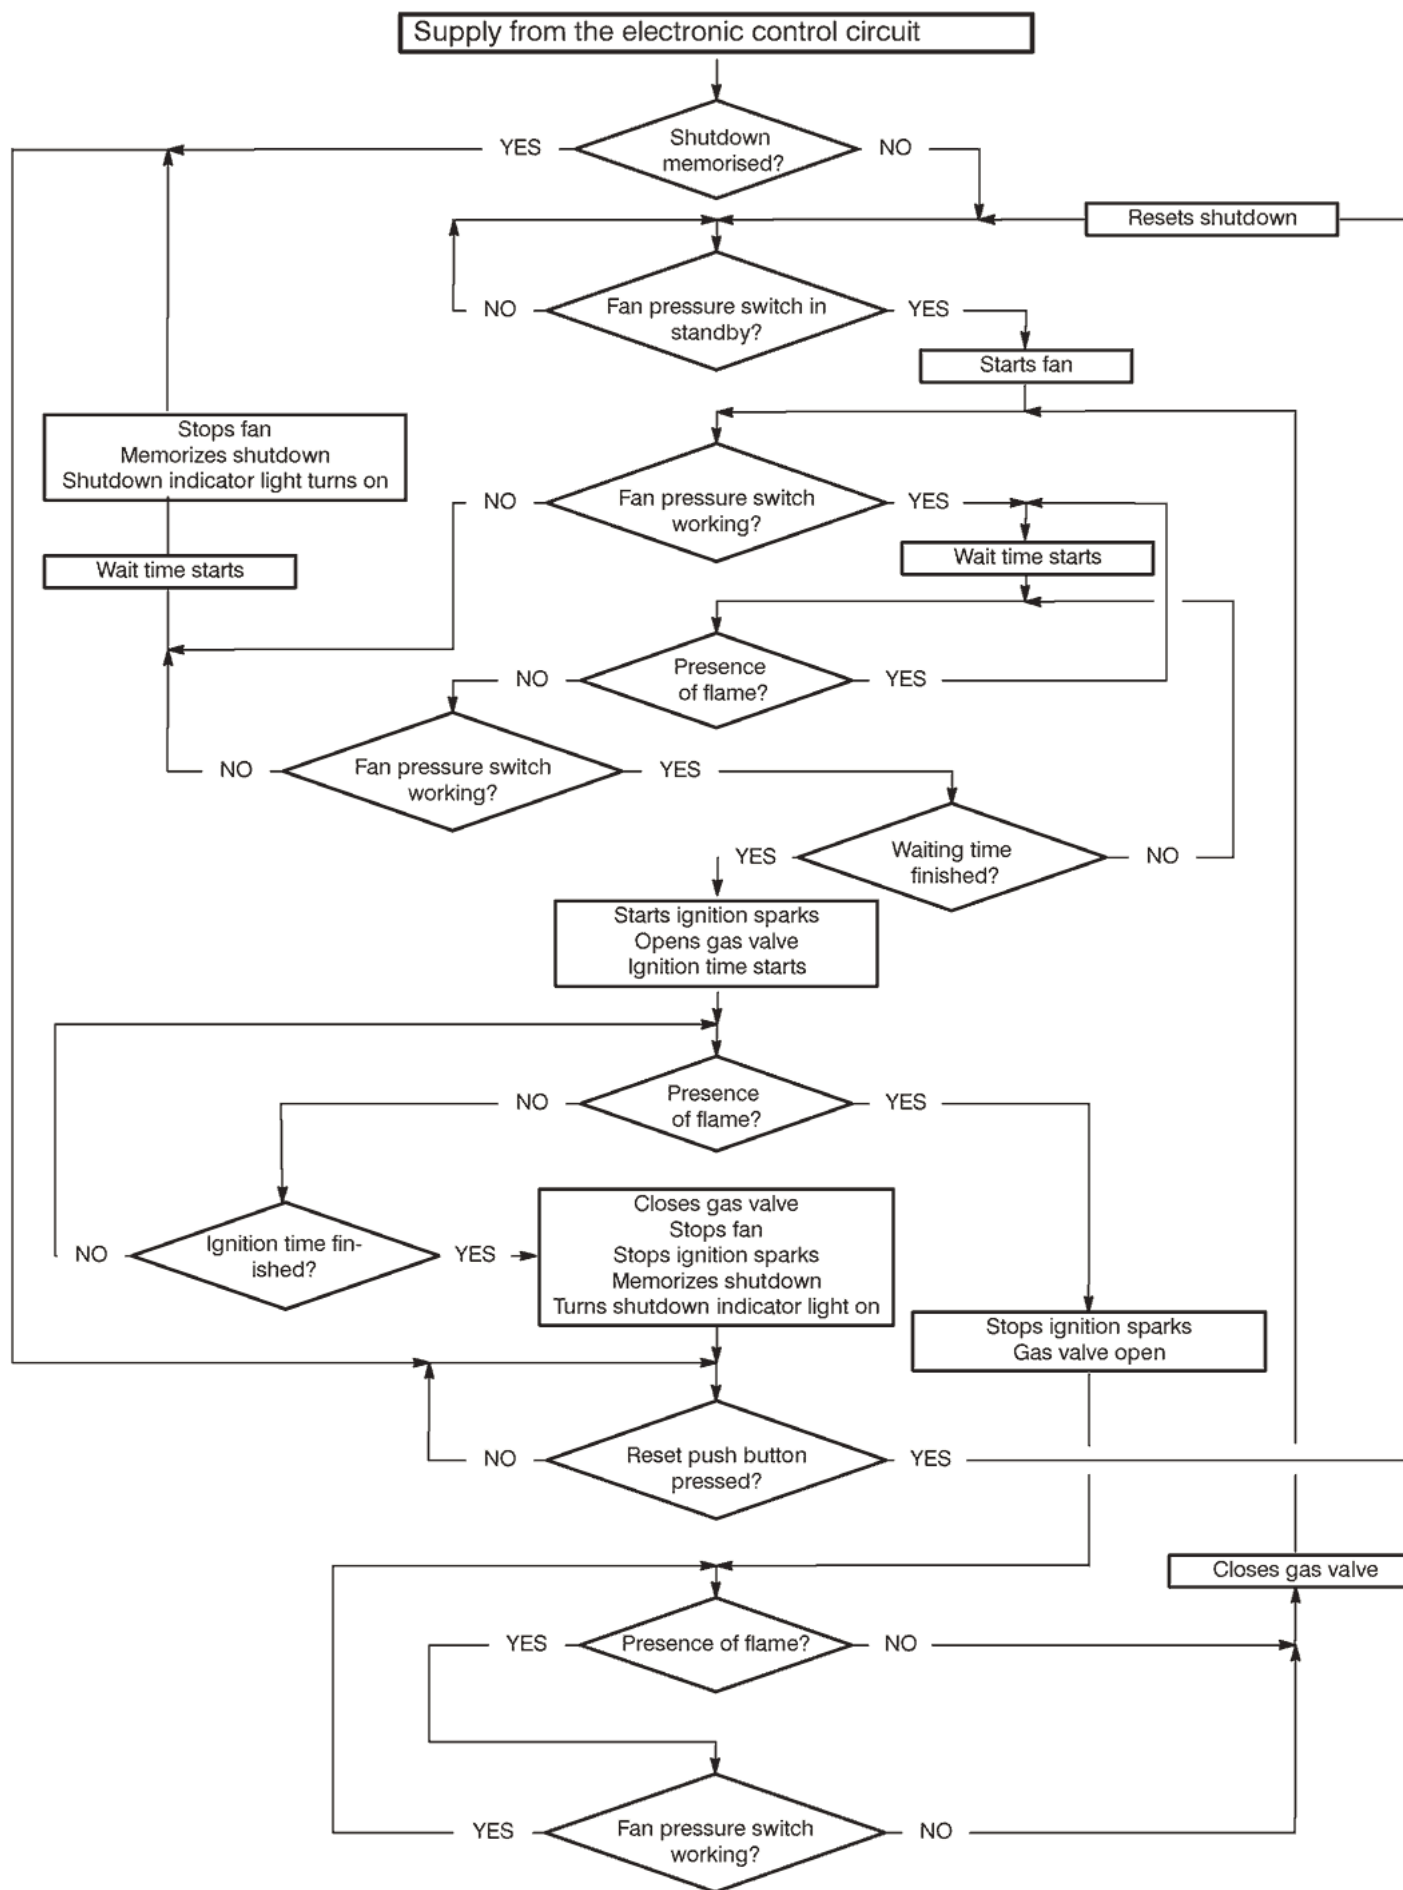 Supply from the electronic control circuit
Shutdown
memorised?
YES
NO
Resets shutdown
Fan pressure switch in
standby?
NO
YES
Starts fan
Stops fan
Memorizes shutdown
Shutdown indicator light turns on
NO
Fan pressure switch
working?
YES
Wait time starts
Wait time starts
Presence
of flame?
NO
YES
NO
Fan pressure switch
working?
YES
YES
Waiting time
finished?
NO
Starts ignition sparks
Opens gas valve
Ignition time starts
NO
Presence
of flame?
YES
NO
Ignition time fin-
ished?
YES
Closes gas valve
Stops fan
Stops ignition sparks
Memorizes shutdown
Turns shutdown indicator light on
Stops ignition sparks
Gas valve open
NO
Reset push button
pressed?
YES
Closes gas valve
YES
Presence of flame?
NO
YES
Fan pressure switch
working?
NO